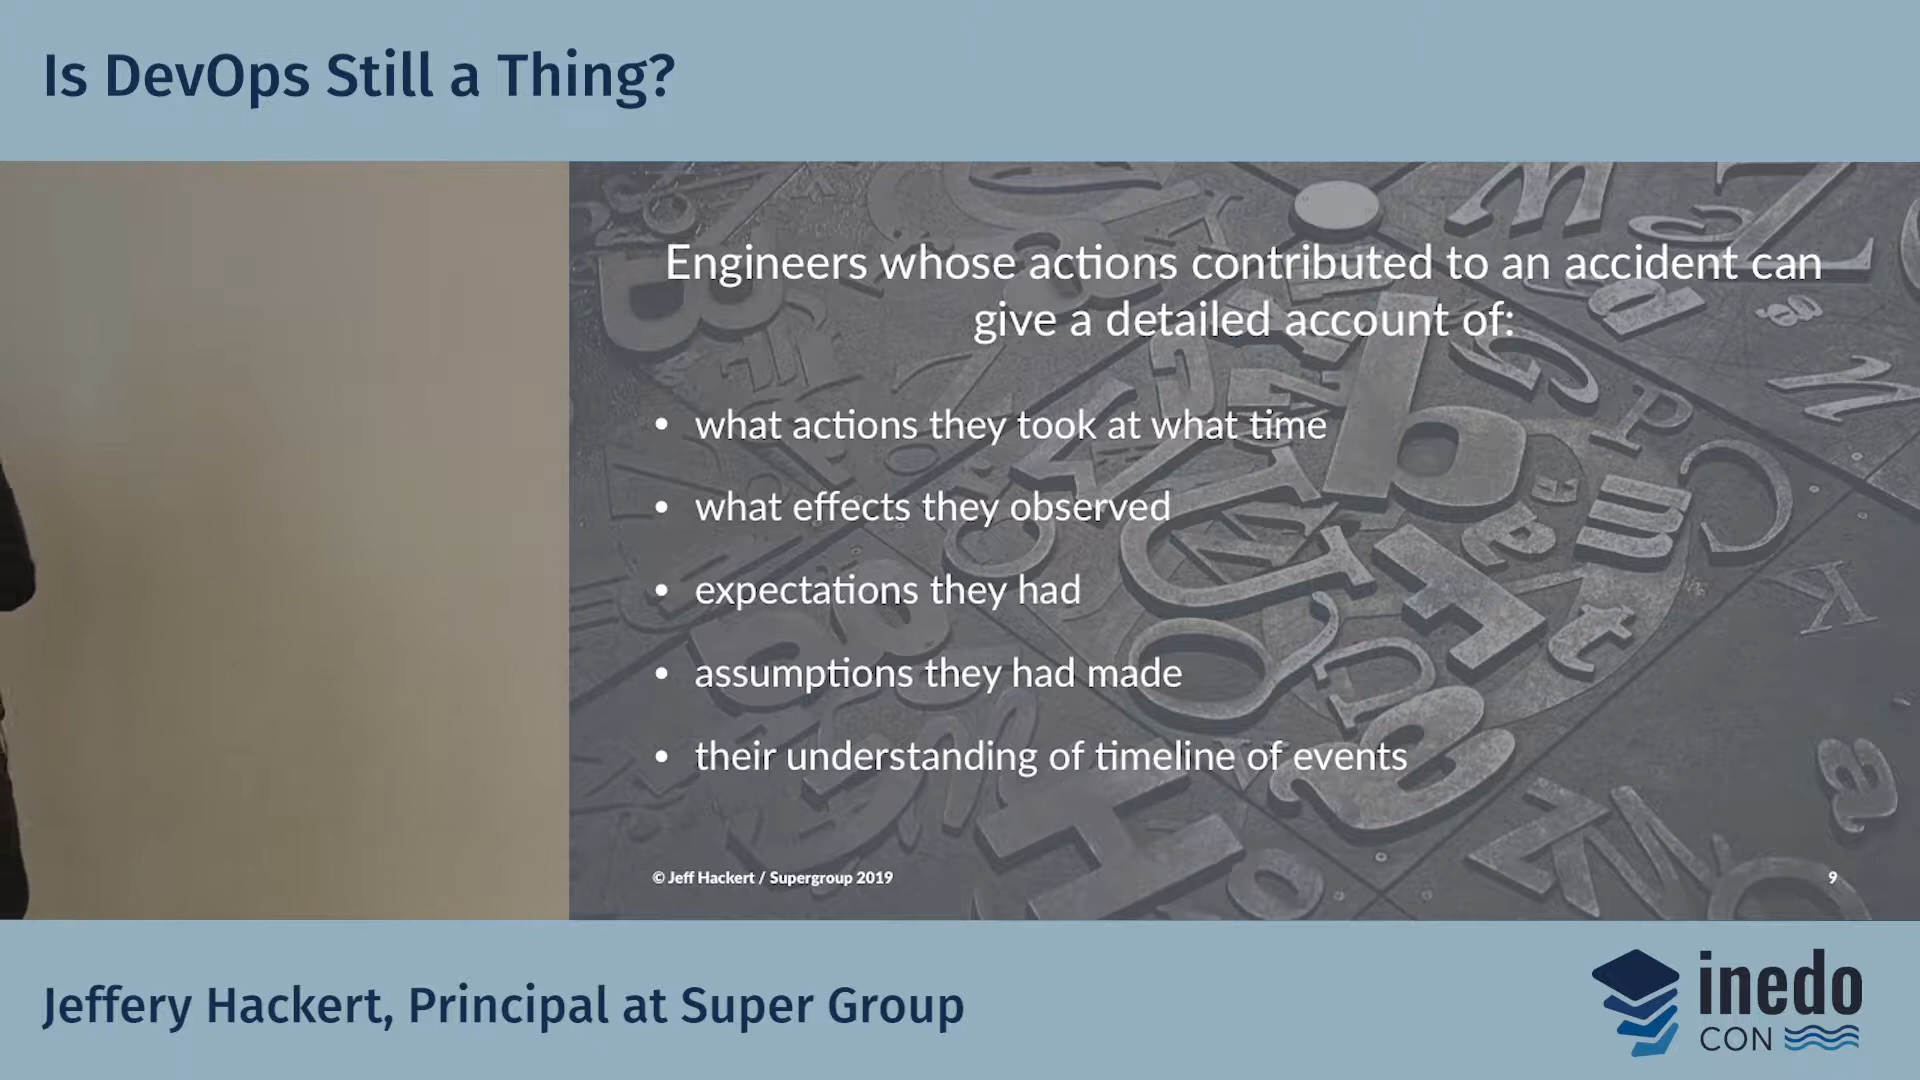 Is DevOps Still a Thing?
Engineers whose actions contributed to an accident can
give a detailed account of:
• what actions they took at what time
• what effects they observed
• expectations they had
• assumptions they had made
• their understanding of timeline of events
© Jeff Hackert / Supergroup 2019
9
Jeffery Hackert, Principal at Super Group
inedo
CON